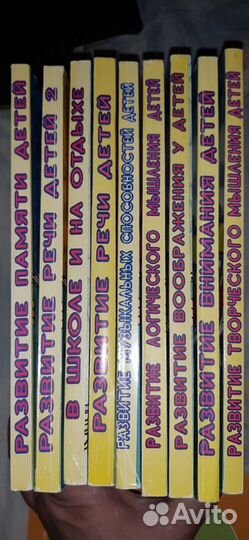 РАЗВИТИЕ ПАМЯТИ ДЕТЕЙ
РАЗВИТИЕ РЕЧИ ДЕТЕЙ 2
В ШКОЛЕ И НА ОТДЫХЕ
РАЗВИТИЕ РЕЧИ ДЕТЕЙ
РАЗВИТИЕ МУЗЫКАЛЬНЫХ СПОСОБНОСТЕЙ ДЕТЕЙ
РАЗВИТИЕ ЛОГИЧЕСКОГО МЫШЛЕНИЯ ДЕТЕЙ
РАЗВИТИЕ ВООБРАЖЕНИЯ У ДЕТЕЙ
РАЗВИТИЕ ВНИМАНИЯ ДЕТЕЙ
РАЗВИТИЕ ТВОРЧЕСКОГО МЫШЛЕНИЯ ДЕТЕЙ
Avito